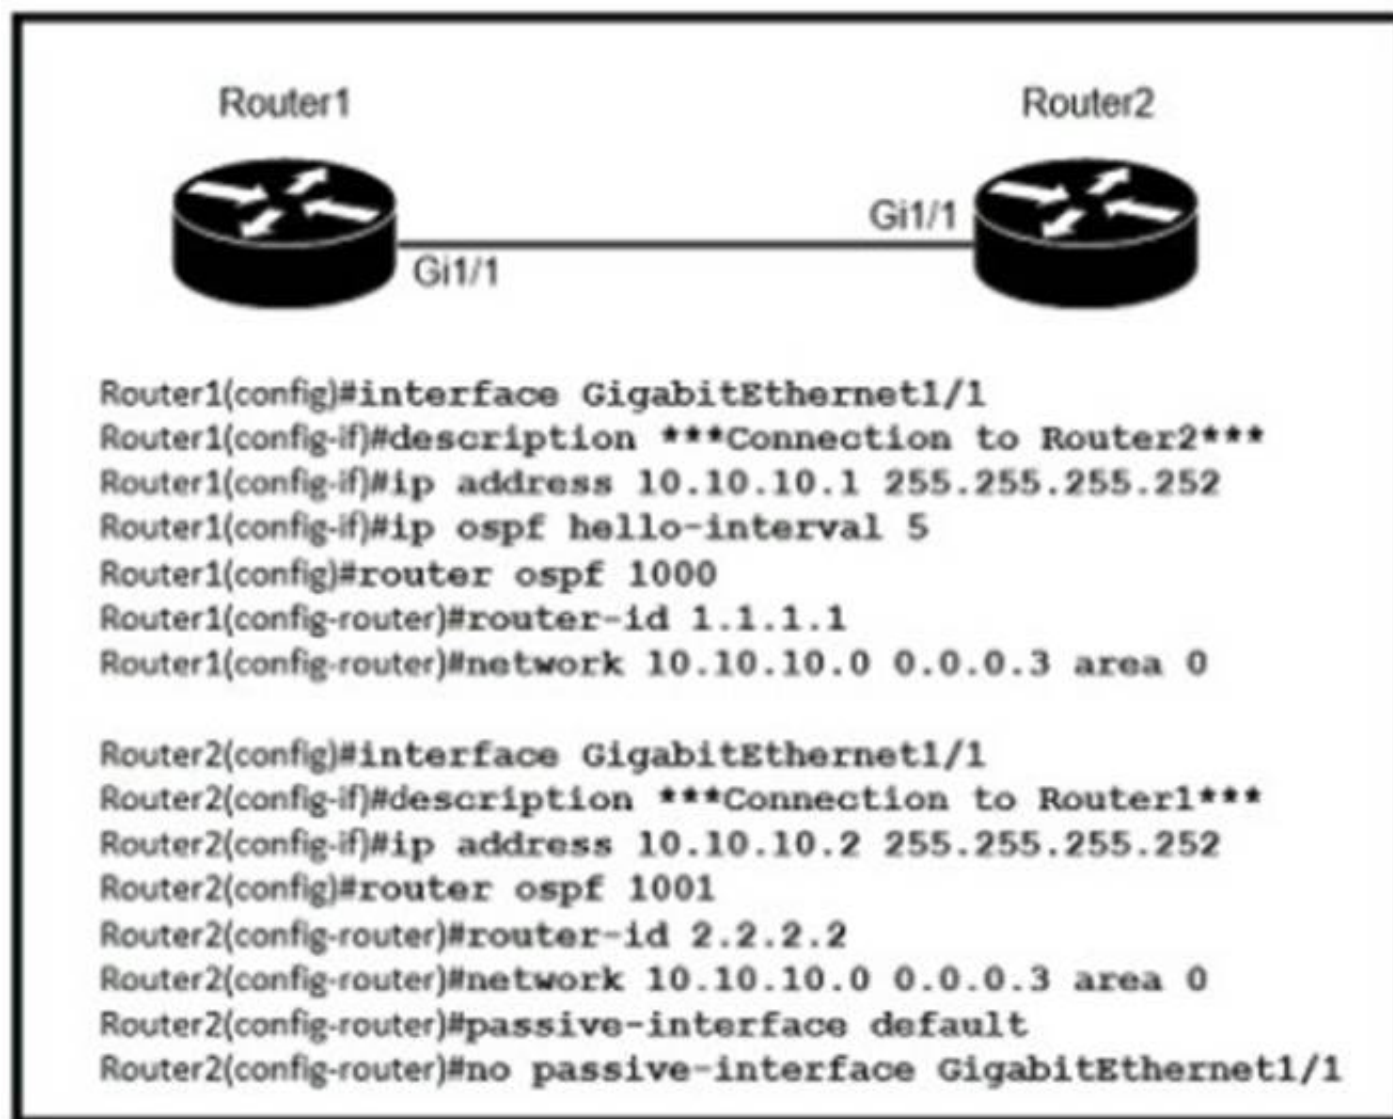 Router1
Router2
Gi1/1
Gi1/1
Router1(config)#interface GigabitEthernet1/1
Router1(config-if)#description ***Connection to Router2***
Router1(config-if)#ip address 10.10.10.1 255.255.255.252
Router1(config-if)#ip ospf hello-interval 5
Router1(config)#router ospf 1000
Router1(config-router)#router-id 1.1.1.1
Router1(config-router)#network 10.10.10.0 0.0.0.3 area 0
Router2(config)#interface GigabitEthernet1/1
Router2(config-if)#description ***Connection to Router1***
Router2(config-if)#ip address 10.10.10.2 255.255.255.252
Router2(config)#router ospf 1001
Router2(config-router)#router-id 2.2.2.2
Router2(config-router)#network 10.10.10.0 0.0.0.3 area 0
Router2(config-router)#passive-interface default
Router2(config-router)#no passive-interface GigabitEthernet1/1